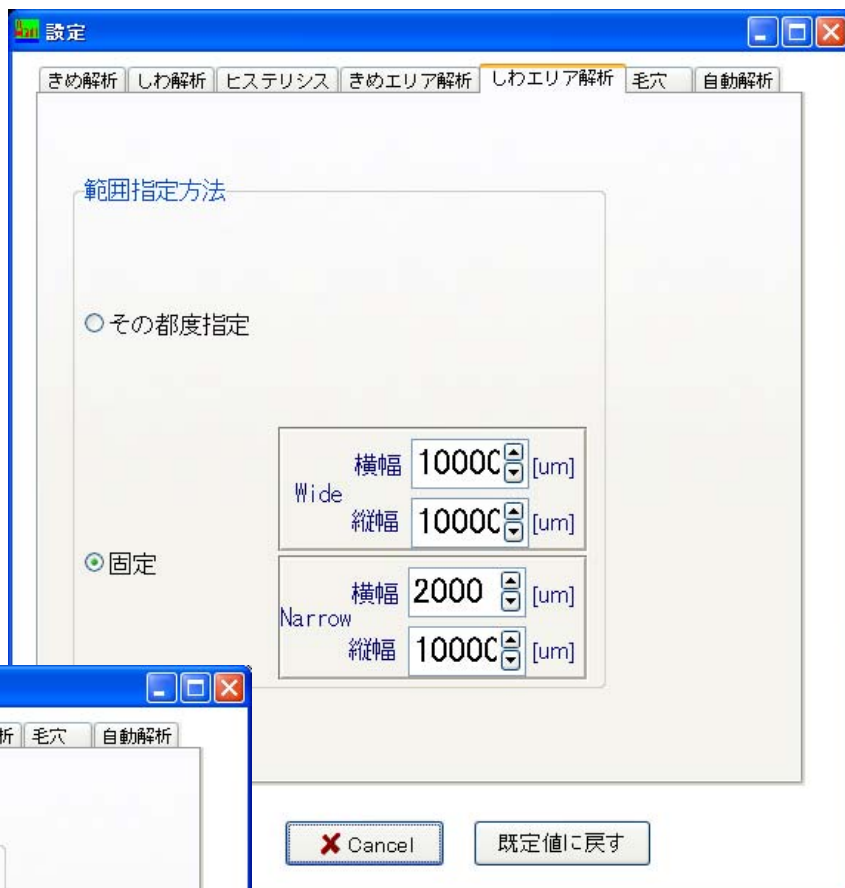 設定
きめ解析 しわ解析 ヒステリシス きめエリア解析 しわエリア解析 毛穴 自動解析
範囲指定方法
その都度指定
横幅 10000 [um]
Wide
縦幅 10000 [um]
固定
横幅 2000 [um]
Narrow
縦幅 10000 [um]
析 毛穴 自動解析
Cancel 既定値に戻す